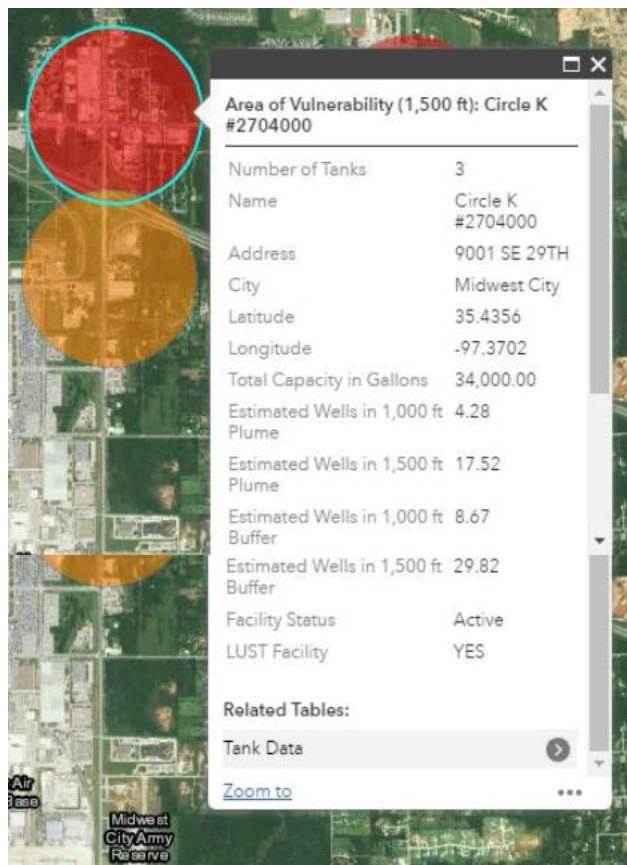 Area of Vulnerability (1,500 ft): Circle K
#2704000
Number of Tanks 3
Name Circle K
#2704000
Address 9001 SE 29TH
City Midwest City
Latitude 35.4356
Longitude -97.3702
Total Capacity in Gallons 34,000.00
Estimated Wells in 1,000 ft 4.28
Plume
Estimated Wells in 1,500 ft 17.52
Plume
Estimated Wells in 1,000 ft 8.67
Buffer
Estimated Wells in 1,500 ft 29.82
Buffer
Facility Status Active
LUST Facility YES
Related Tables:
Tank Data
Zoom to
Air
Base
Midwest
City Army
Reserve